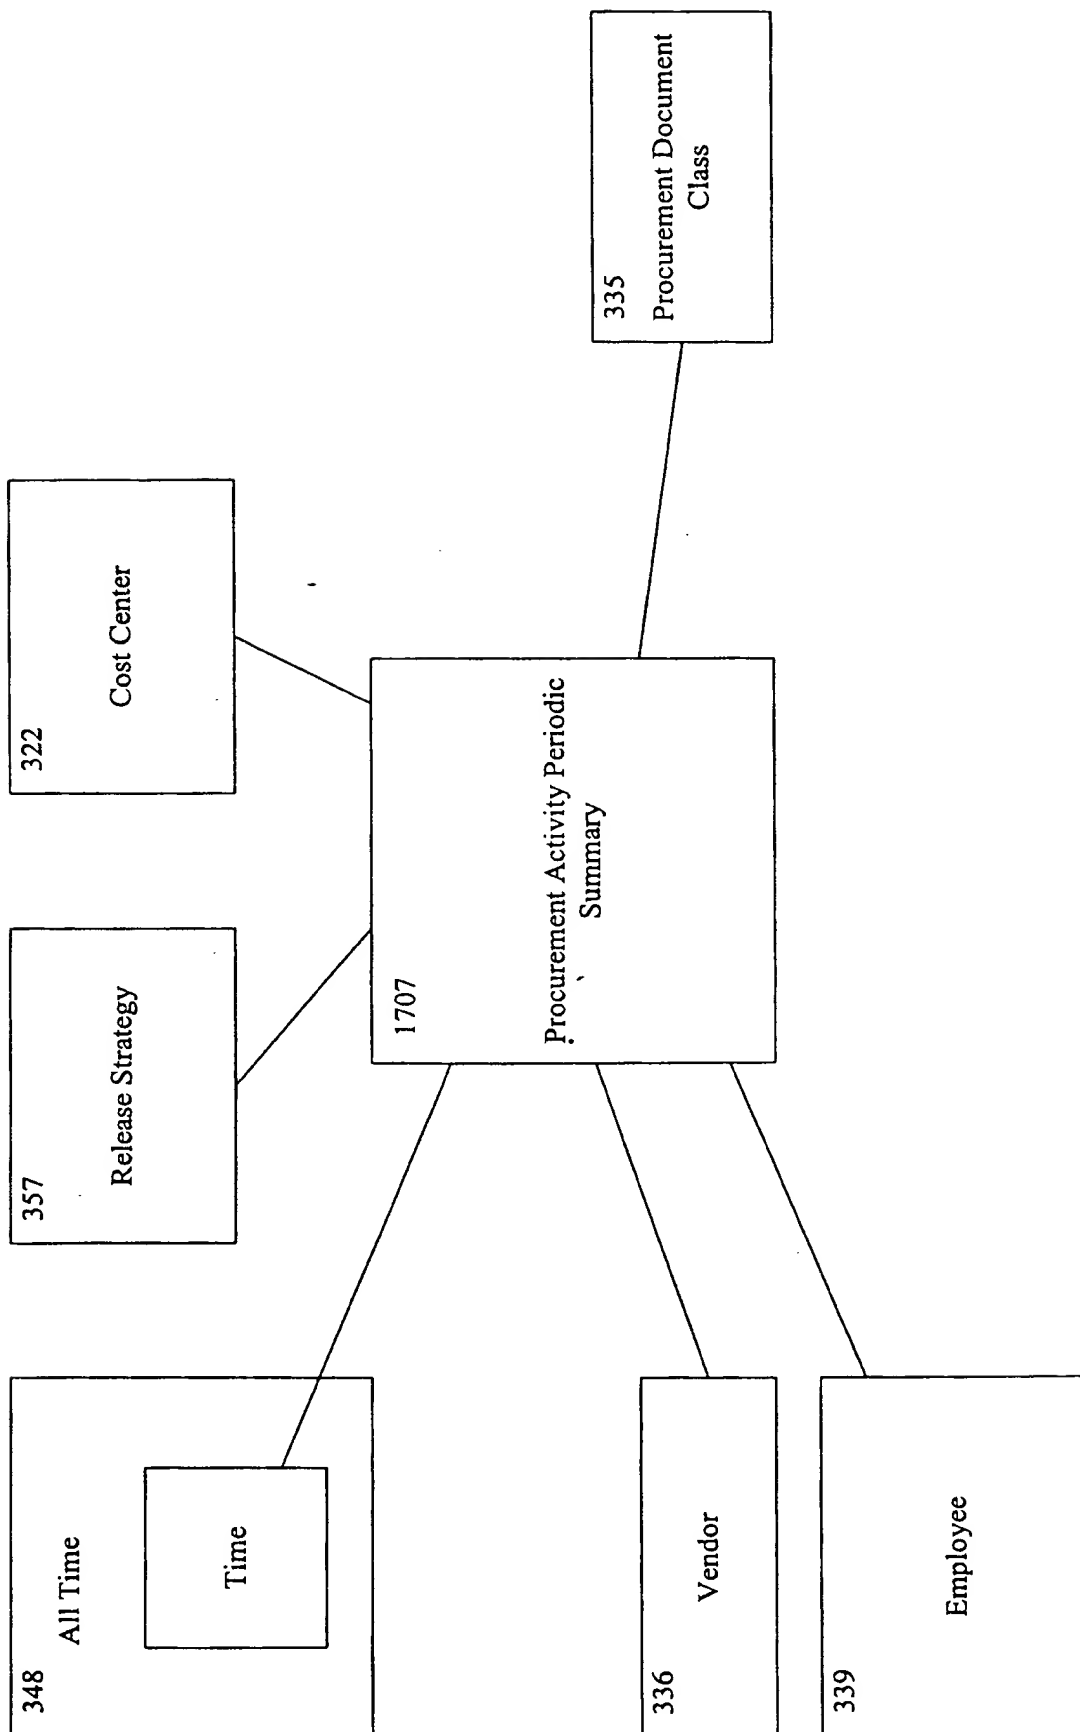 348
All Time
Time
357
Release Strategy
322
Cost Center
1707
Procurement Activity Periodic
Summary
336
Vendor
339
Employee
335
Procurement Document
Class